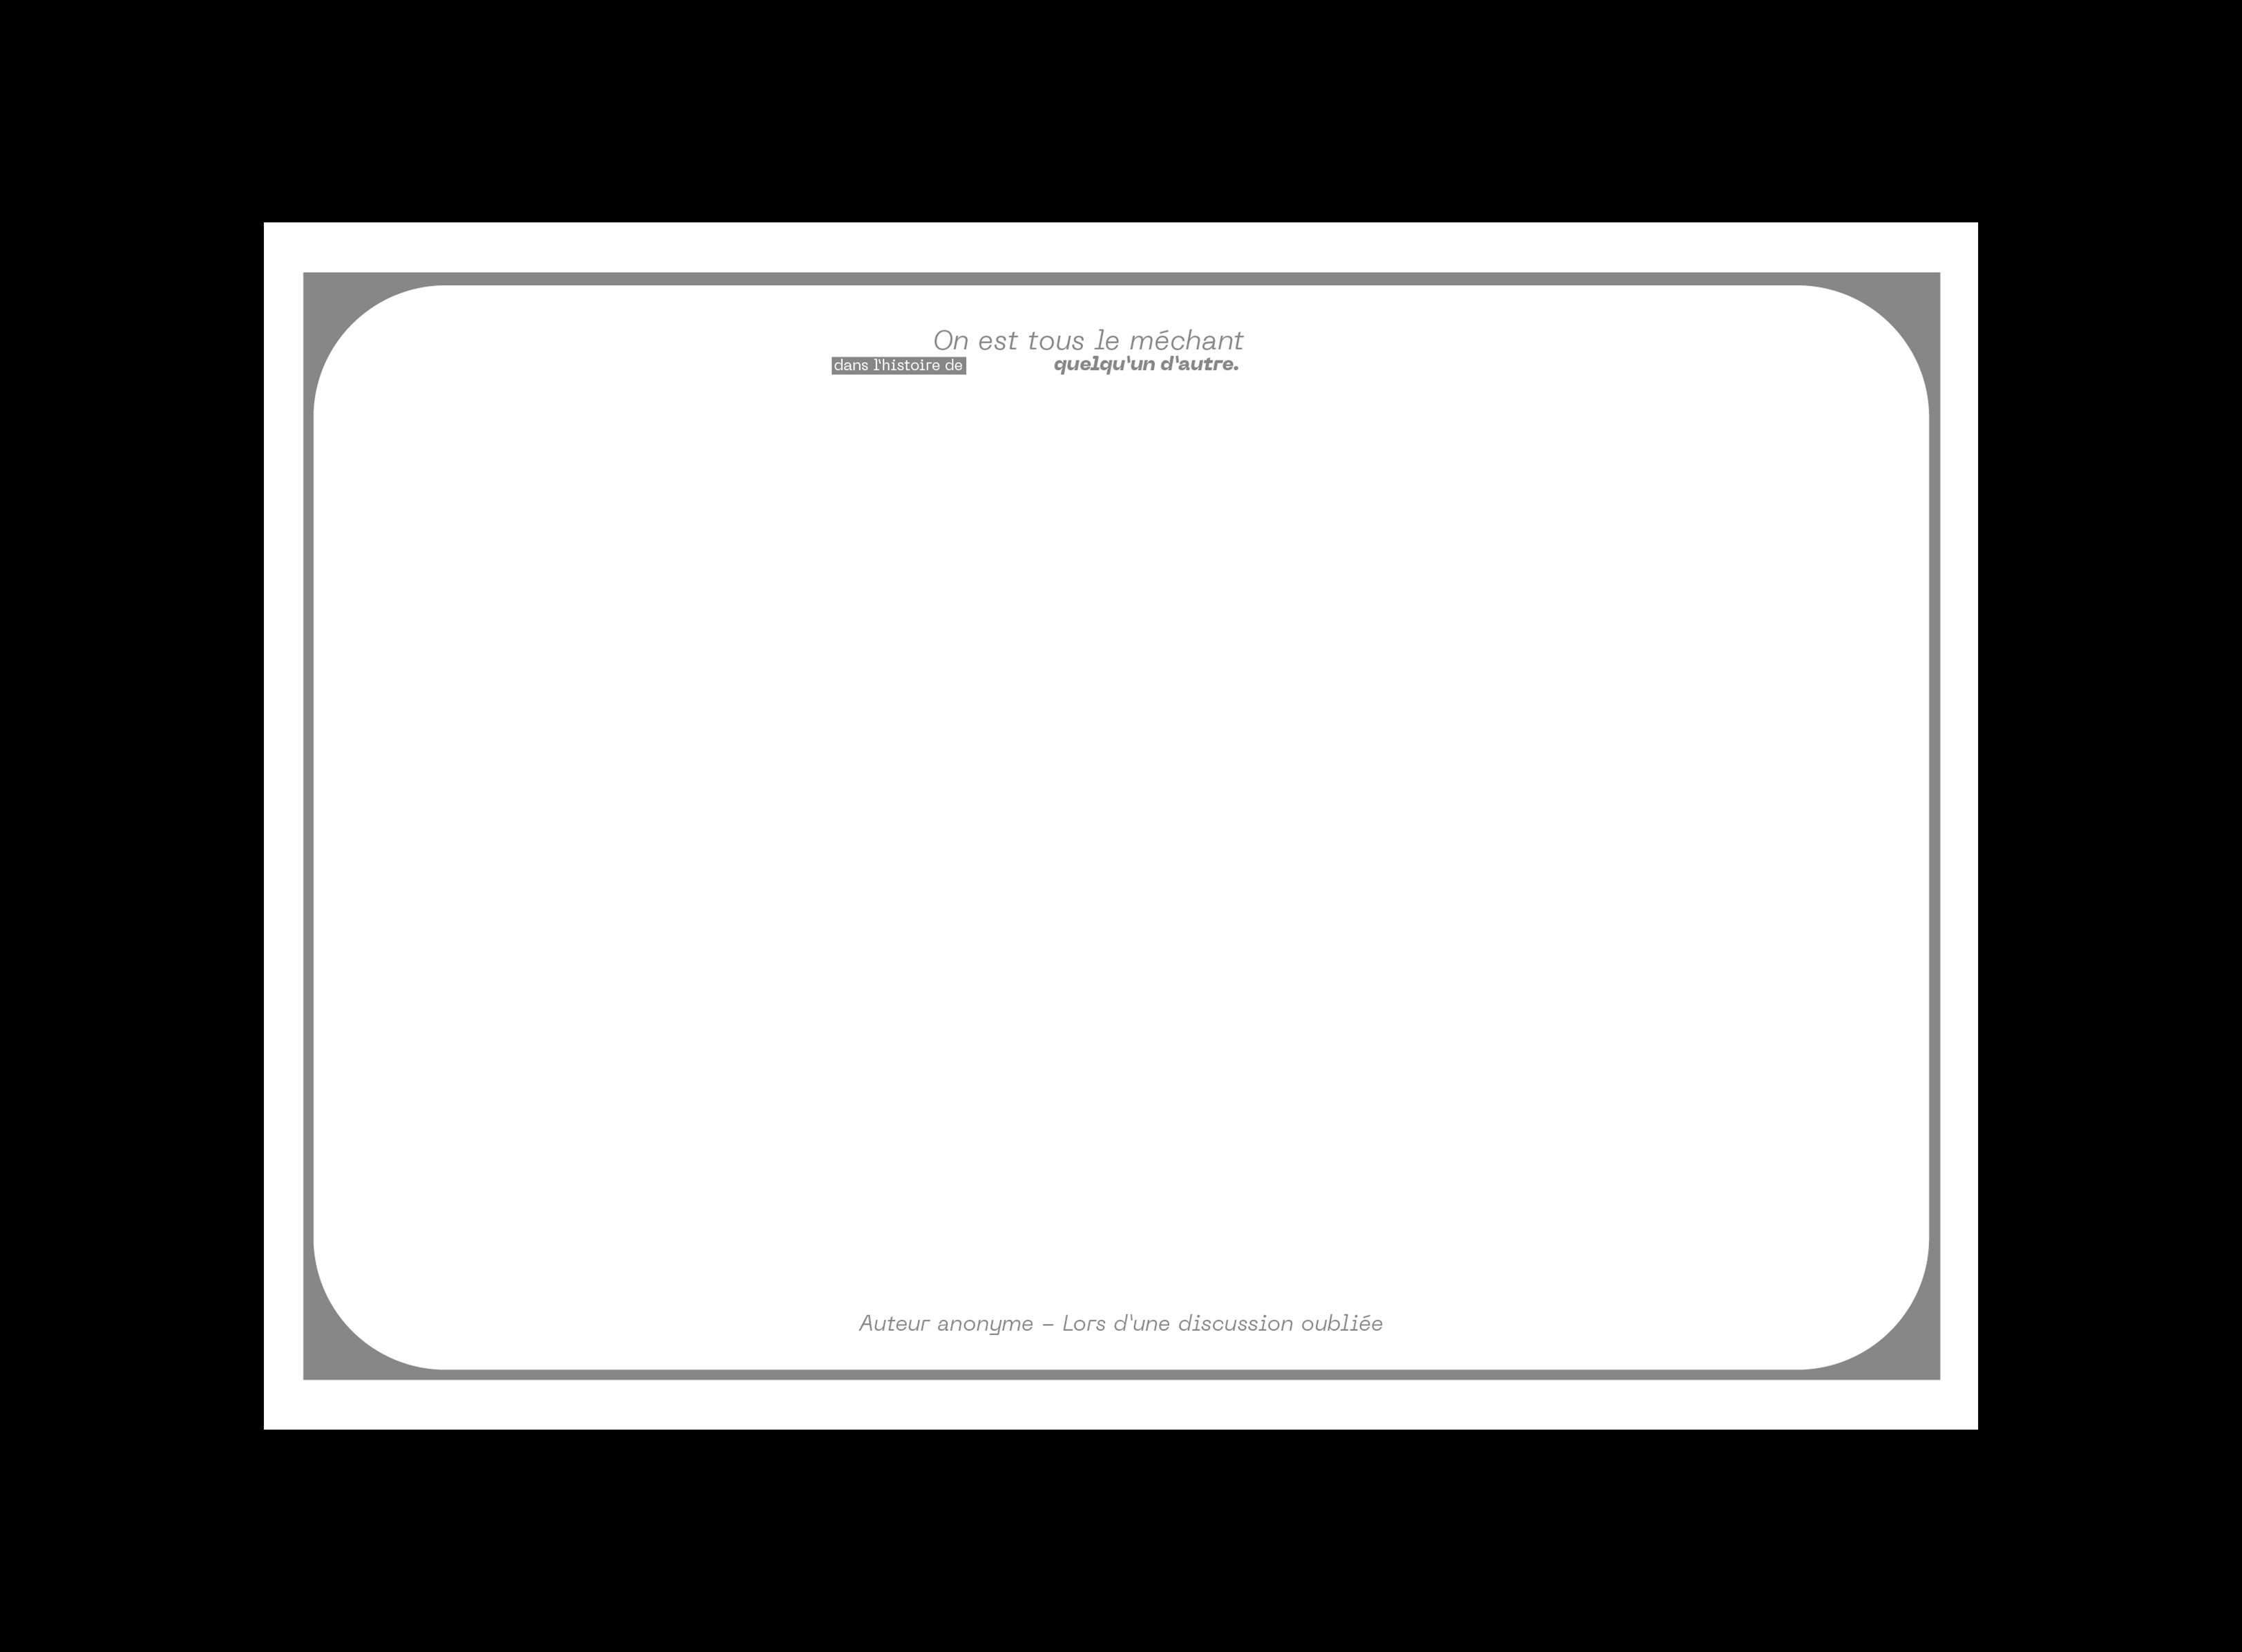 On est tous le méchant
dans l'histoire de quelqu'un d'autre.
Auteur anonyme – Lors d'une discussion oubliée